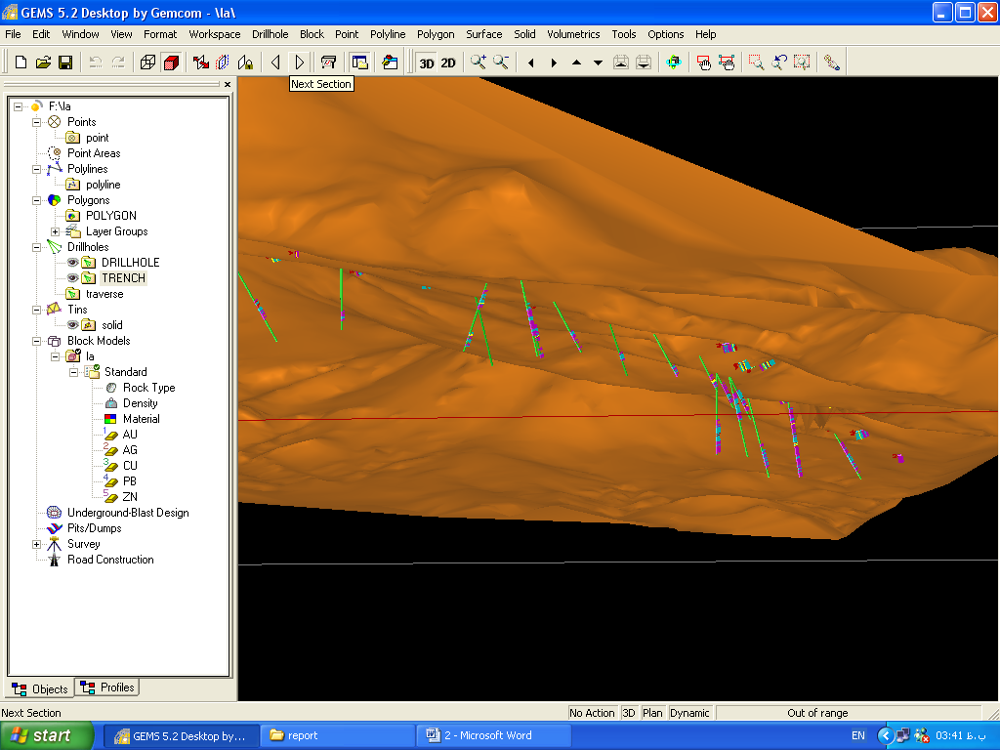 GEMS 5.2 Desktop by Gemcom - \la\
File Edit Window View Format Workspace Drillhole Block Point Polyline Polygon Surface Solid Volumetrics Tools Options Help
3D 2D
Next Section
F:\la
Points
point
Point Areas
Polylines
polyline
Polygons
POLYGON
Layer Groups
Drillholes
DRILLHOLE
TRENCH
traverse
Tins
solid
Block Models
la
Standard
Rock Type
Density
Material
1 AU
2 AG
3 CU
4 PB
5 ZN
Underground-Blast Design
Pits/Dumps
Survey
Road Construction
Objects Profiles
Next Section No Action 3D Plan Dynamic Out of range
start GEMS 5.2 Desktop by... report 2 - Microsoft Word EN 03:41 ب.ظ